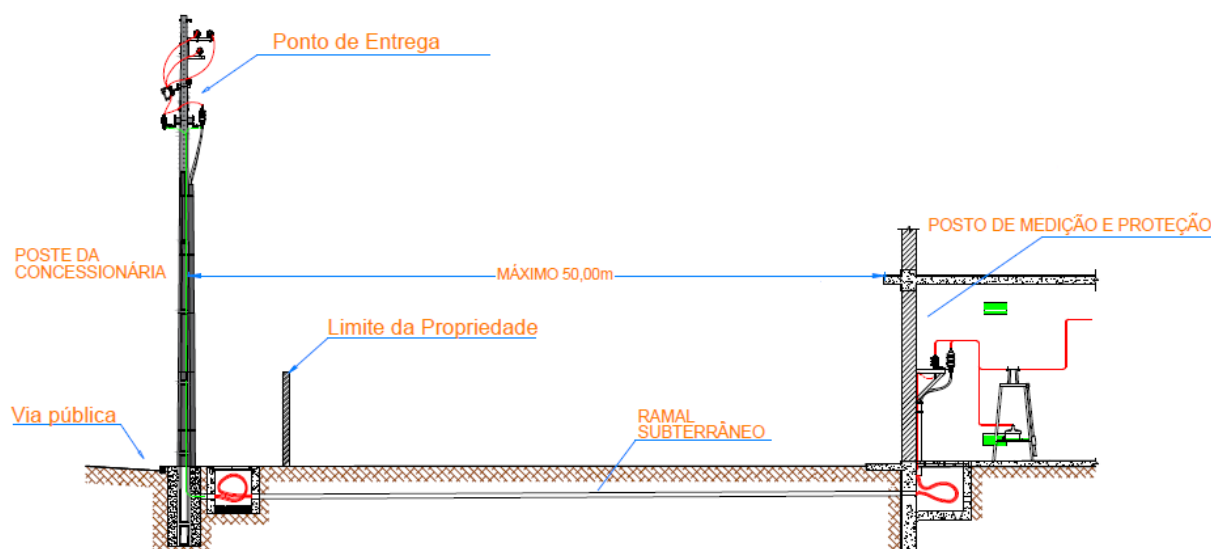 Ponto de Entrega
POSTO DE MEDIÇÃO E PROTEÇÃO
POSTE DA
CONCESSIONÁRIA
MÁXIMO 50,00m
Limite da Propriedade
Via pública
RAMAL
SUBTERRÂNEO